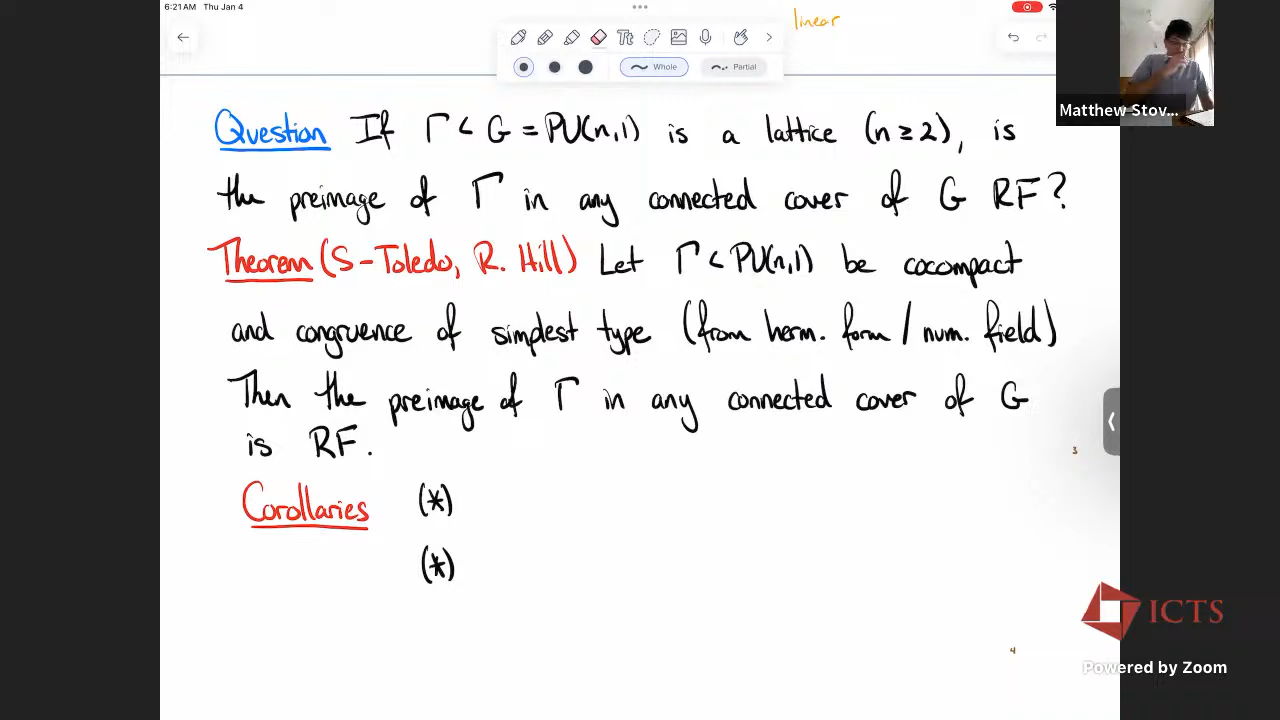 6:21AM Thu Jan 4
linear
Whole
Partial
Matthew Stov...
Question If Γ < G = PU(n,1) is a lattice (n ≥ 2), is
the preimage of Γ in any connected cover of G RF?
Theorem (S-Toledo, R. Hill) Let Γ < PU(n,1) be cocompact
and congruence of simplest type (from herm. form / num. field)
Then the preimage of Γ in any connected cover of G
is RF.
3
Corollaries (*)
(*)
ICTS
4
Powered by Zoom